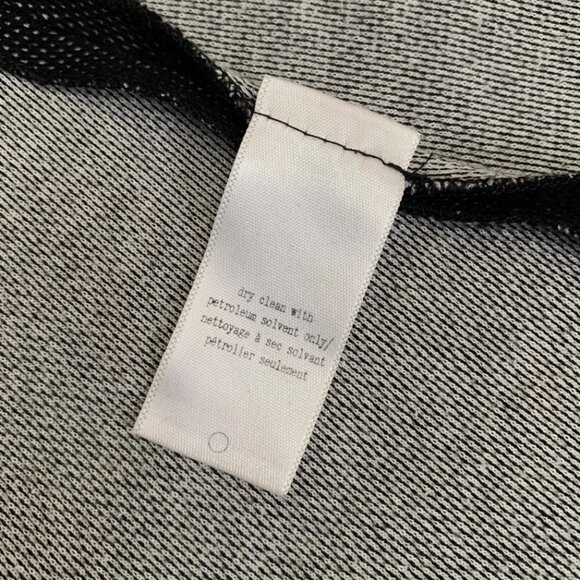 dry clean with
petroleum solvent only/
nettoyage à sec solvant
pétrolier seulement